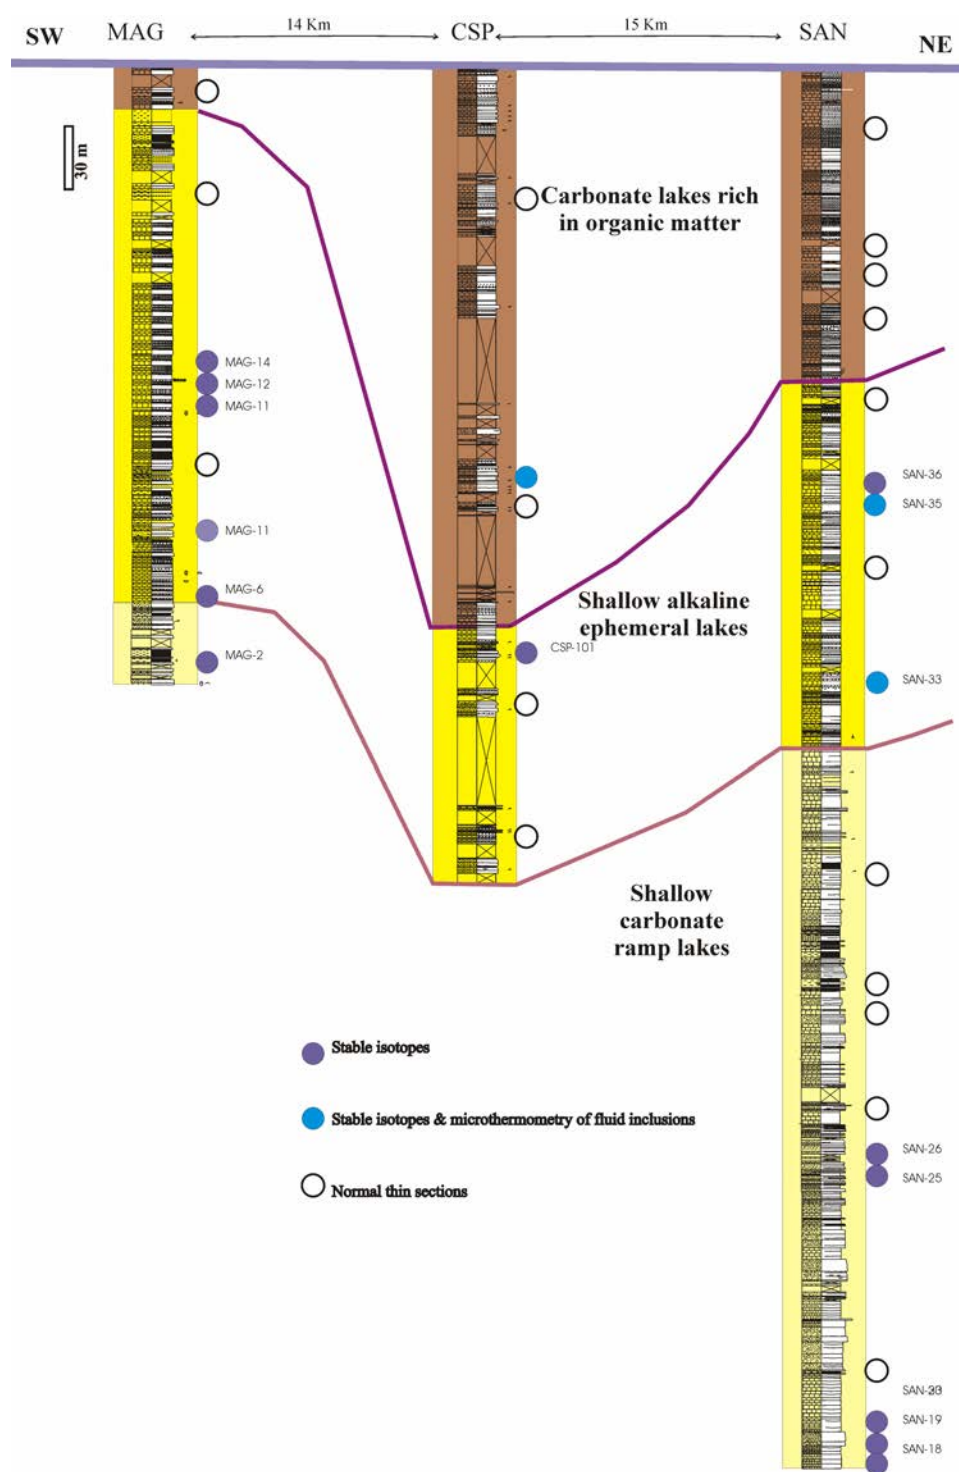 SW
MAG
14 Km
CSP
15 Km
SAN
NE
30 m
Carbonate lakes rich
in organic matter
MAG-14
MAG-12
MAG-11
MAG-11
MAG-6
MAG-2
Shallow alkaline
ephemeral lakes
CSP-101
SAN-36
SAN-35
SAN-33
Shallow
carbonate
ramp lakes
Stable isotopes
Stable isotopes & microthermometry of fluid inclusions
Normal thin sections
SAN-26
SAN-25
SAN-19
SAN-18